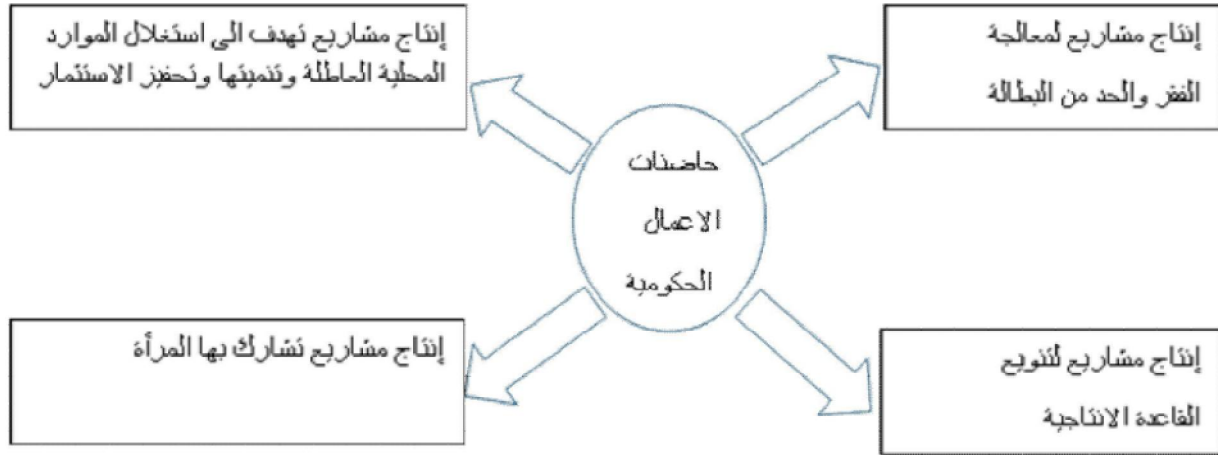 إنتاج مشاريع لمعالجة
الفقر والحد من البطالة
إنتاج مشاريع تهدف الى استغلال الموارد
المحلية العاطلة وتنميتها وتحفيز الاستثمار
حاضنات
الاعمال
الحكومية
إنتاج مشاريع لتنويع
القاعدة الانتاجية
إنتاج مشاريع تشارك بها المرأة